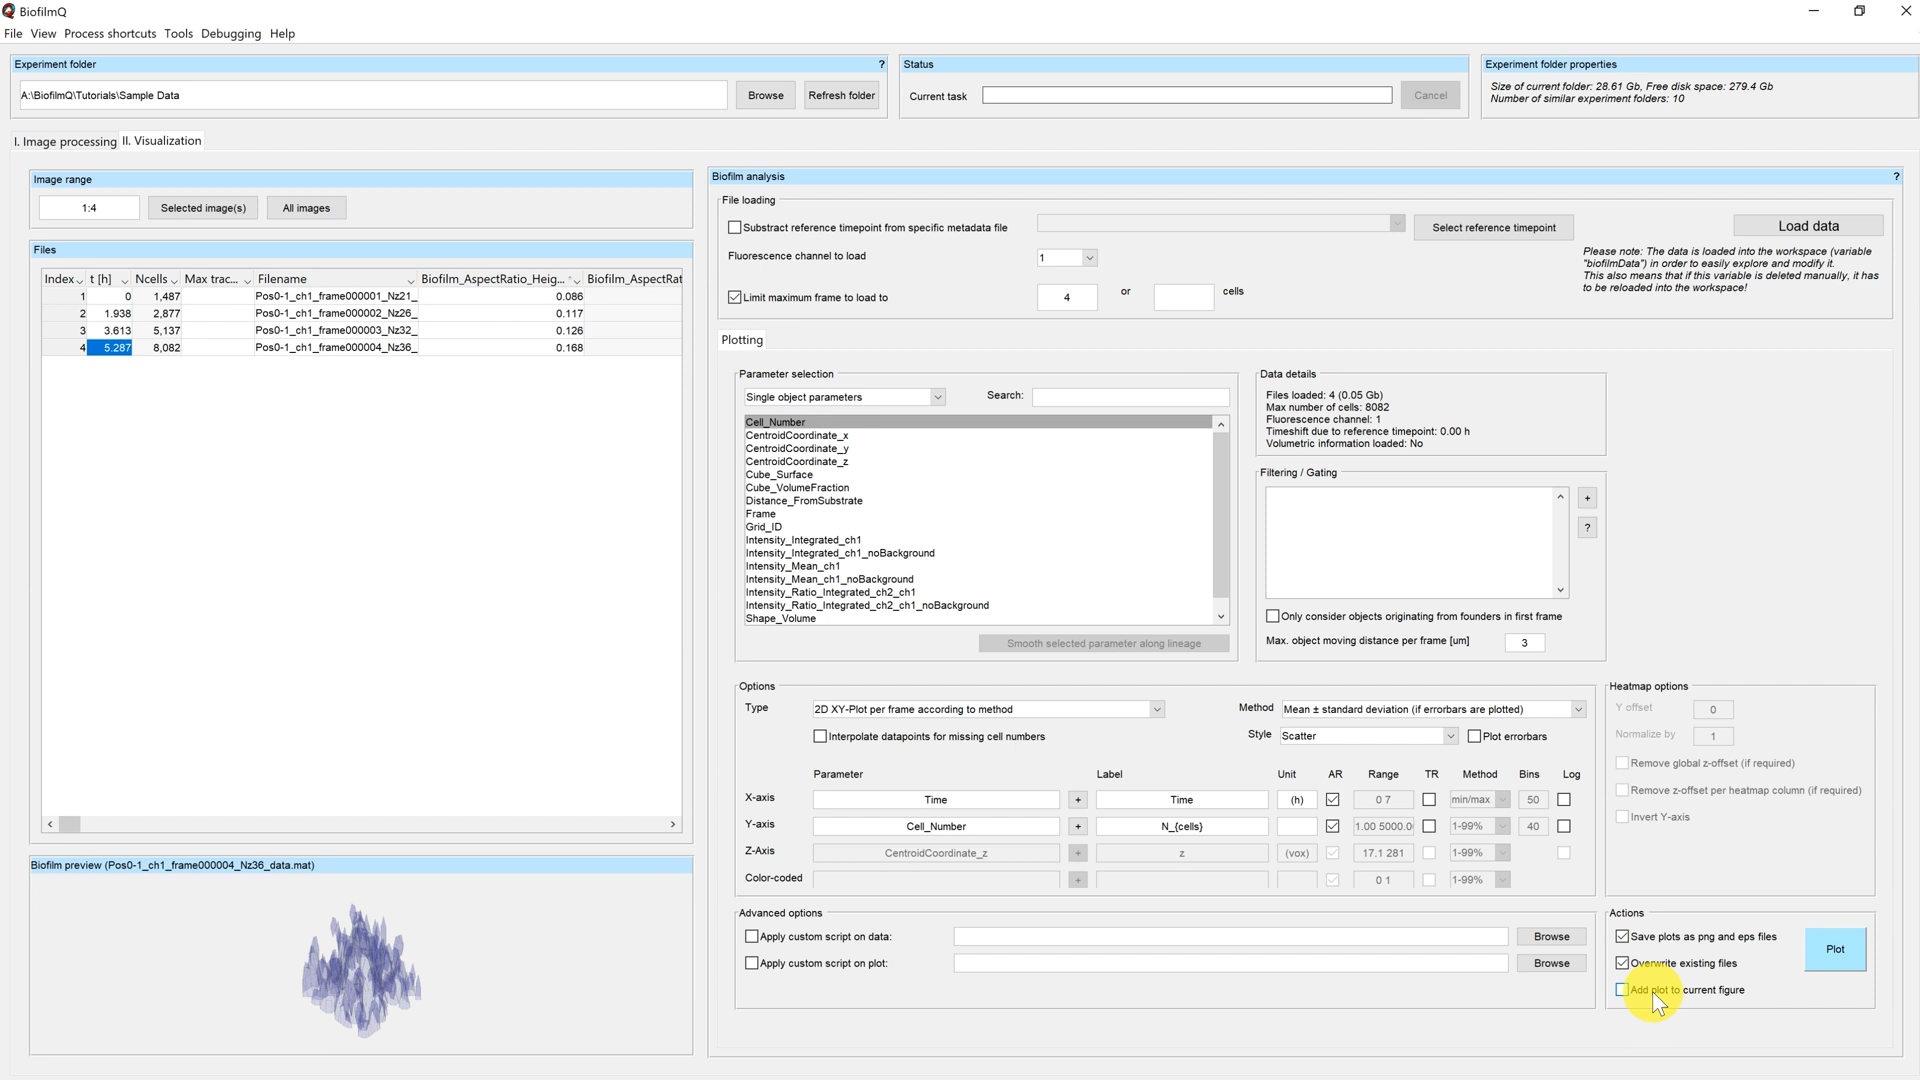 BiofilmQ
File View Process shortcuts Tools Debugging Help
Experiment folder ?
A:\BiofilmQ\Tutorials\Sample Data Browse Refresh folder
Status
Current task Cancel
Experiment folder properties
Size of current folder: 28.61 Gb, Free disk space: 279.4 Gb
Number of similar experiment folders: 10
I. Image processing II. Visualization
Image range
1:4 Selected image(s) All images
Files
Index t [h] Ncells Max trac... Filename Biofilm_AspectRatio_Heig... Biofilm_AspectRat
1 0 1,487 Pos0-1_ch1_frame000001_Nz21_ 0.086
2 1.938 2,877 Pos0-1_ch1_frame000002_Nz26_ 0.117
3 3.613 5,137 Pos0-1_ch1_frame000003_Nz32_ 0.126
4 5.287 8,082 Pos0-1_ch1_frame000004_Nz36_ 0.168
Biofilm preview (Pos0-1_ch1_frame000004_Nz36_data.mat)
Biofilm analysis ?
File loading
Substract reference timepoint from specific metadata file Select reference timepoint Load data
Fluorescence channel to load 1
Limit maximum frame to load to 4 or cells
Please note: The data is loaded into the workspace (variable
"biofilmData") in order to easily explore and modify it.
This also means that if this variable is deleted manually, it has
to be reloaded into the workspace!
Plotting
Parameter selection
Single object parameters Search:
Cell_Number
CentroidCoordinate_x
CentroidCoordinate_y
CentroidCoordinate_z
Cube_Surface
Cube_VolumeFraction
Distance_FromSubstrate
Frame
Grid_ID
Intensity_Integrated_ch1
Intensity_Integrated_ch1_noBackground
Intensity_Mean_ch1
Intensity_Mean_ch1_noBackground
Intensity_Ratio_Integrated_ch2_ch1
Intensity_Ratio_Integrated_ch2_ch1_noBackground
Shape_Volume
Smooth selected parameter along lineage
Data details
Files loaded: 4 (0.05 Gb)
Max number of cells: 8082
Fluorescence channel: 1
Timeshift due to reference timepoint: 0.00 h
Volumetric information loaded: No
Filtering / Gating
+
?
Only consider objects originating from founders in first frame
Max. object moving distance per frame [um] 3
Options
Type 2D XY-Plot per frame according to method Method Mean ± standard deviation (if errorbars are plotted)
Interpolate datapoints for missing cell numbers Style Scatter Plot errorbars
Parameter Label Unit AR Range TR Method Bins Log
X-axis Time + Time (h) 0 7 min/max 50
Y-axis Cell_Number + N_{cells} 1.00 5000.0 1-99% 40
Z-Axis CentroidCoordinate_z + z (vox) 17.1 281 1-99%
Color-coded + 0 1 1-99%
Heatmap options
Y offset 0
Normalize by 1
Remove global z-offset (if required)
Remove z-offset per heatmap column (if required)
Invert Y-axis
Advanced options
Apply custom script on data: Browse
Apply custom script on plot: Browse
Actions
Save plots as png and eps files Plot
Overwrite existing files
Add plot to current figure